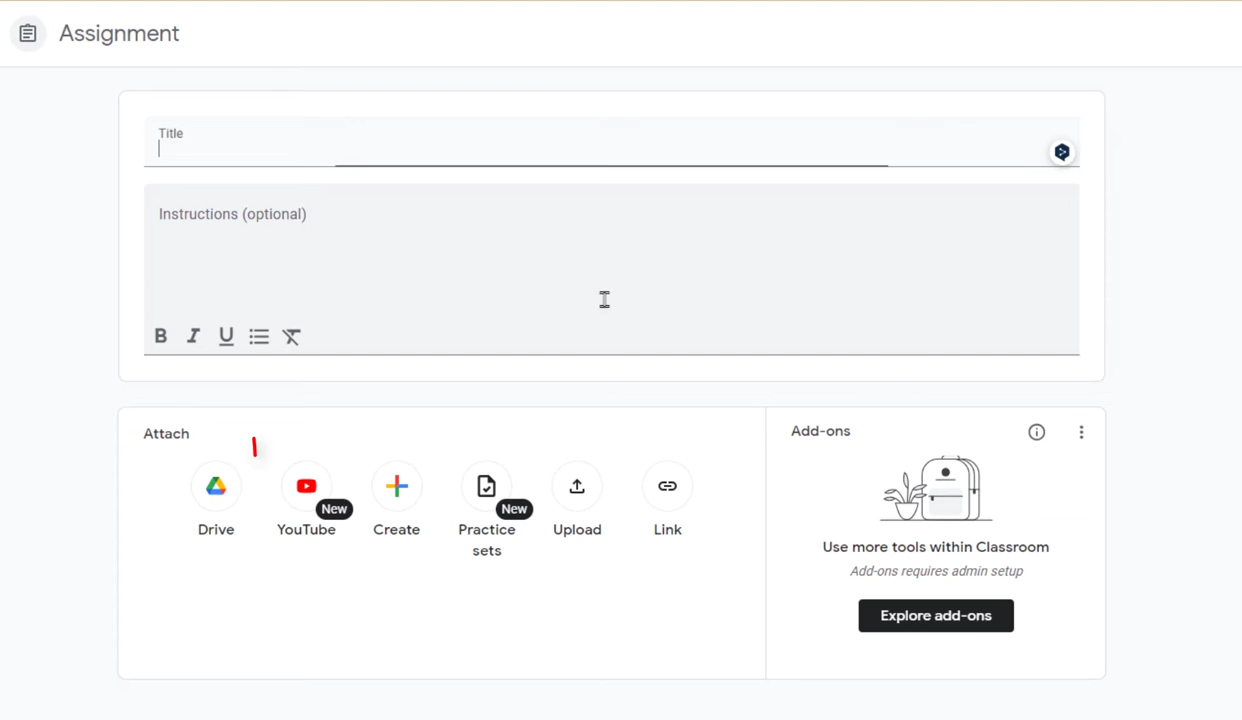 Assignment
Title
Instructions (optional)
B I U
Attach
Add-ons
New
New
Drive
YouTube
Create
Practice
sets
Upload
Link
Use more tools within Classroom
Add-ons requires admin setup
Explore add-ons